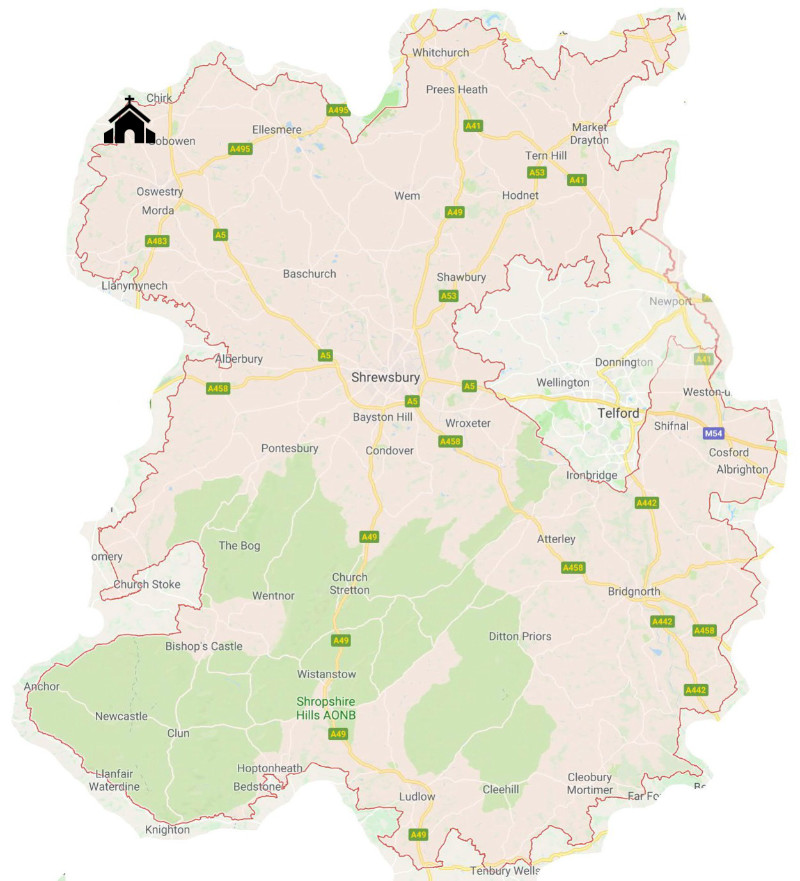 M
Whitchurch
Chirk
Prees Heath
A495
A41
Ellesmere
Market
Drayton
Gobowen
A495
Tern Hill
A53
A41
Oswestry
Wem
Hodnet
Morda
A49
A5
A483
Baschurch
Shawbury
Llanymynech
A53
Newport
A5
Alberbury
A41
Donnington
Shrewsbury
Wellington
A458
A5
Weston-u
A5
Telford
Bayston Hill
Wroxeter
Shifnal
M54
A458
Pontesbury
Condover
Cosford
Albrighton
Ironbridge
A442
A49
Atterley
The Bog
omery
A458
Church
Stretton
Church Stoke
Wentnor
Bridgnorth
A442
A458
Ditton Priors
A49
Bishop's Castle
Wistanstow
Anchor
A442
Shropshire
Hills AONB
Newcastle
Clun
A49
Hoptonheath
Llanfair
Waterdine
Bedstone
Cleobury
Mortimer
Cleehill
Ludlow
Far Fo
Knighton
A49
Tenbury Wells